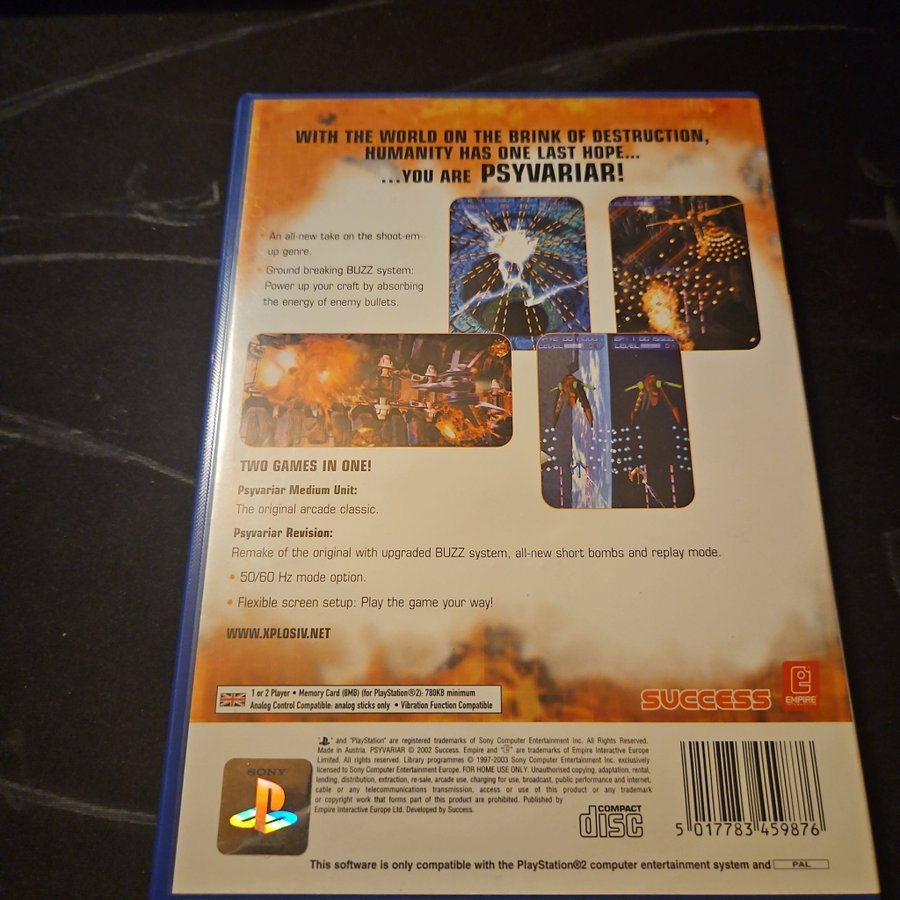 WITH THE WORLD ON THE BRINK OF DESTRUCTION,
HUMANITY HAS ONE LAST HOPE...
...YOU ARE PSYVARIAR!
• An all-new take on the shoot-em-
up genre.
• Ground breaking BUZZ system:
Power up your craft by absorbing
the energy of enemy bullets.
LEVEL
LEVEL
TWO GAMES IN ONE!
Psyvariar Medium Unit:
The original arcade classic.
Psyvariar Revision:
Remake of the original with upgraded BUZZ system, all-new short bombs and replay mode.
• 50/60 Hz mode option.
• Flexible screen setup: Play the game your way!
WWW.XPLOSIV.NET
1 or 2 Player • Memory Card (8MB) (for PlayStation®2): 780KB minimum
Analog Control Compatible: analog sticks only • Vibration Function Compatible
SUCCESS
EMPIRE
" " and "PlayStation" are registered trademarks of Sony Computer Entertainment Inc. All Rights Reserved.
Made in Austria. PSYVARIAR © 2002 Success. Empire and " " are trademarks of Empire Interactive Europe
Limited. All rights reserved. Library programmes © 1997-2003 Sony Computer Entertainment Inc. exclusively
licensed to Sony Computer Entertainment Europe. FOR HOME USE ONLY. Unauthorised copying, adaptation, rental,
lending, distribution, extraction, re-sale, arcade use, charging for use, broadcast, public performance and internet,
cable or any telecommunications transmission, access or use of this product or any trademark
or copyright work that forms part of this product are prohibited. Published by
Empire Interactive Europe Ltd. Developed by Success.
SONY
COMPACT
disc
5 017783 459876
This software is only compatible with the PlayStation®2 computer entertainment system and PAL